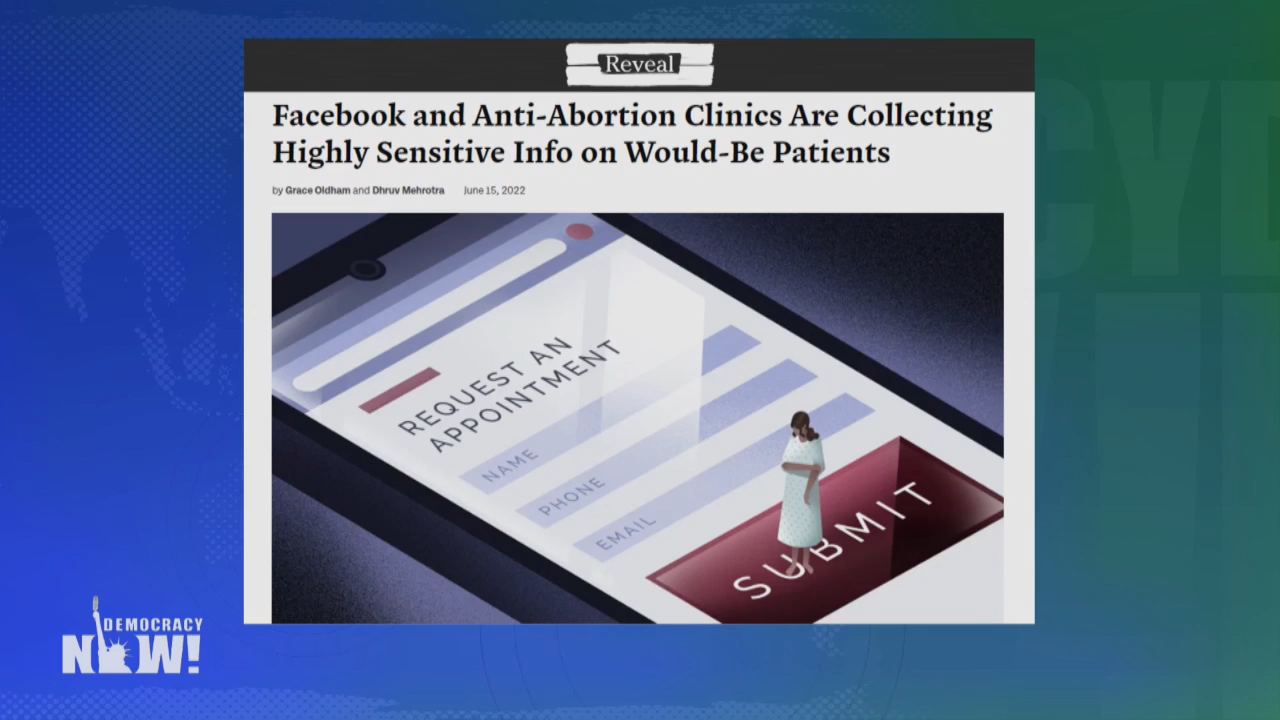 Reveal
Facebook and Anti-Abortion Clinics Are Collecting
Highly Sensitive Info on Would-Be Patients
by Grace Oldham and Dhruv Mehrotra June 15, 2022
REQUEST AN
APPOINTMENT
NAME
PHONE
EMAIL
SUBMIT
DEMOCRACY
NOW!